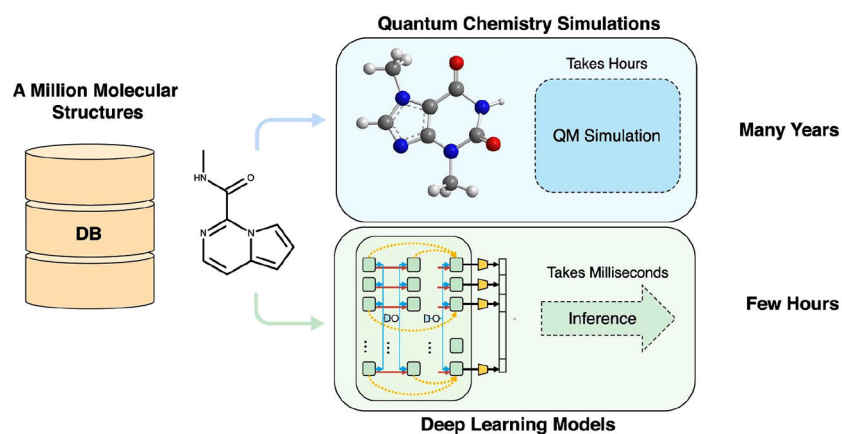 Quantum Chemistry Simulations
A Million Molecular
Structures
DB
HN
O
N
N
Takes Hours
QM Simulation
Many Years
Takes Milliseconds
Inference
Few Hours
Deep Learning Models